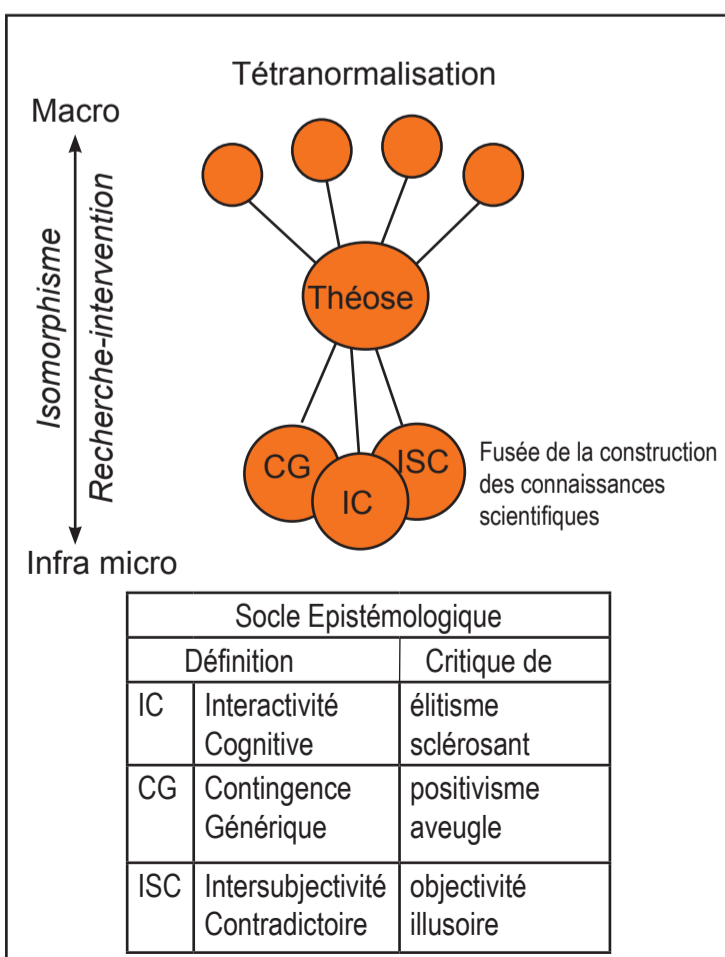 Tétranormalisation
Macro
Isomorphisme
Recherche-intervention
Théose
CG
ISC
IC
Fusée de la construction
des connaissances
scientifiques
Infra micro
Socle Epistémologique
Définition Critique de
IC Interactivité élitisme
Cognitive sclérosant
CG Contingence positivisme
Générique aveugle
ISC Intersubjectivité objectivité
Contradictoire illusoire